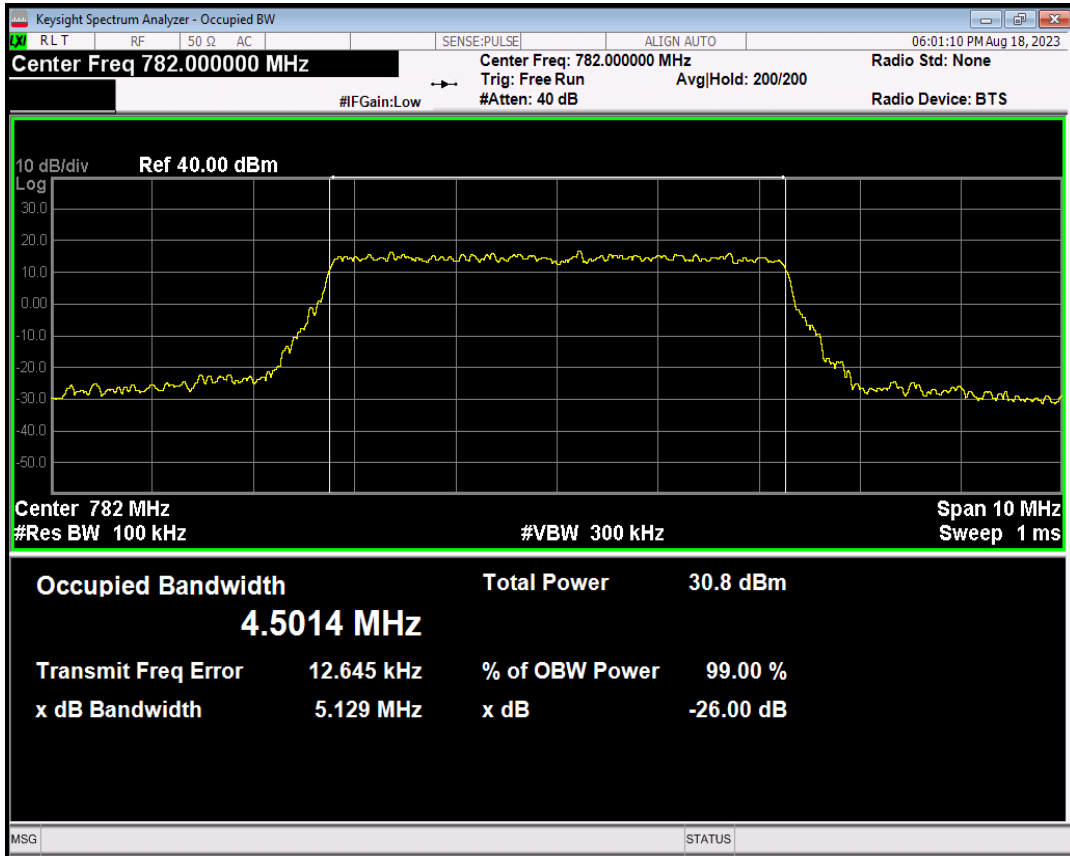 Keysight Spectrum Analyzer - Occupied BW
LXI RLT RF 50 Ω AC SENSE:PULSE ALIGN AUTO 06:01:10 PM Aug 18, 2023
Center Freq 782.000000 MHz Center Freq: 782.000000 MHz Radio Std: None
Trig: Free Run Avg|Hold: 200/200
#IFGain:Low #Atten: 40 dB Radio Device: BTS
10 dB/div Ref 40.00 dBm
Log
30.0
20.0
10.0
0.00
-10.0
-20.0
-30.0
-40.0
-50.0
Center 782 MHz Span 10 MHz
#Res BW 100 kHz #VBW 300 kHz Sweep 1 ms
Occupied Bandwidth Total Power 30.8 dBm
4.5014 MHz
Transmit Freq Error 12.645 kHz % of OBW Power 99.00 %
x dB Bandwidth 5.129 MHz x dB -26.00 dB
MSG STATUS